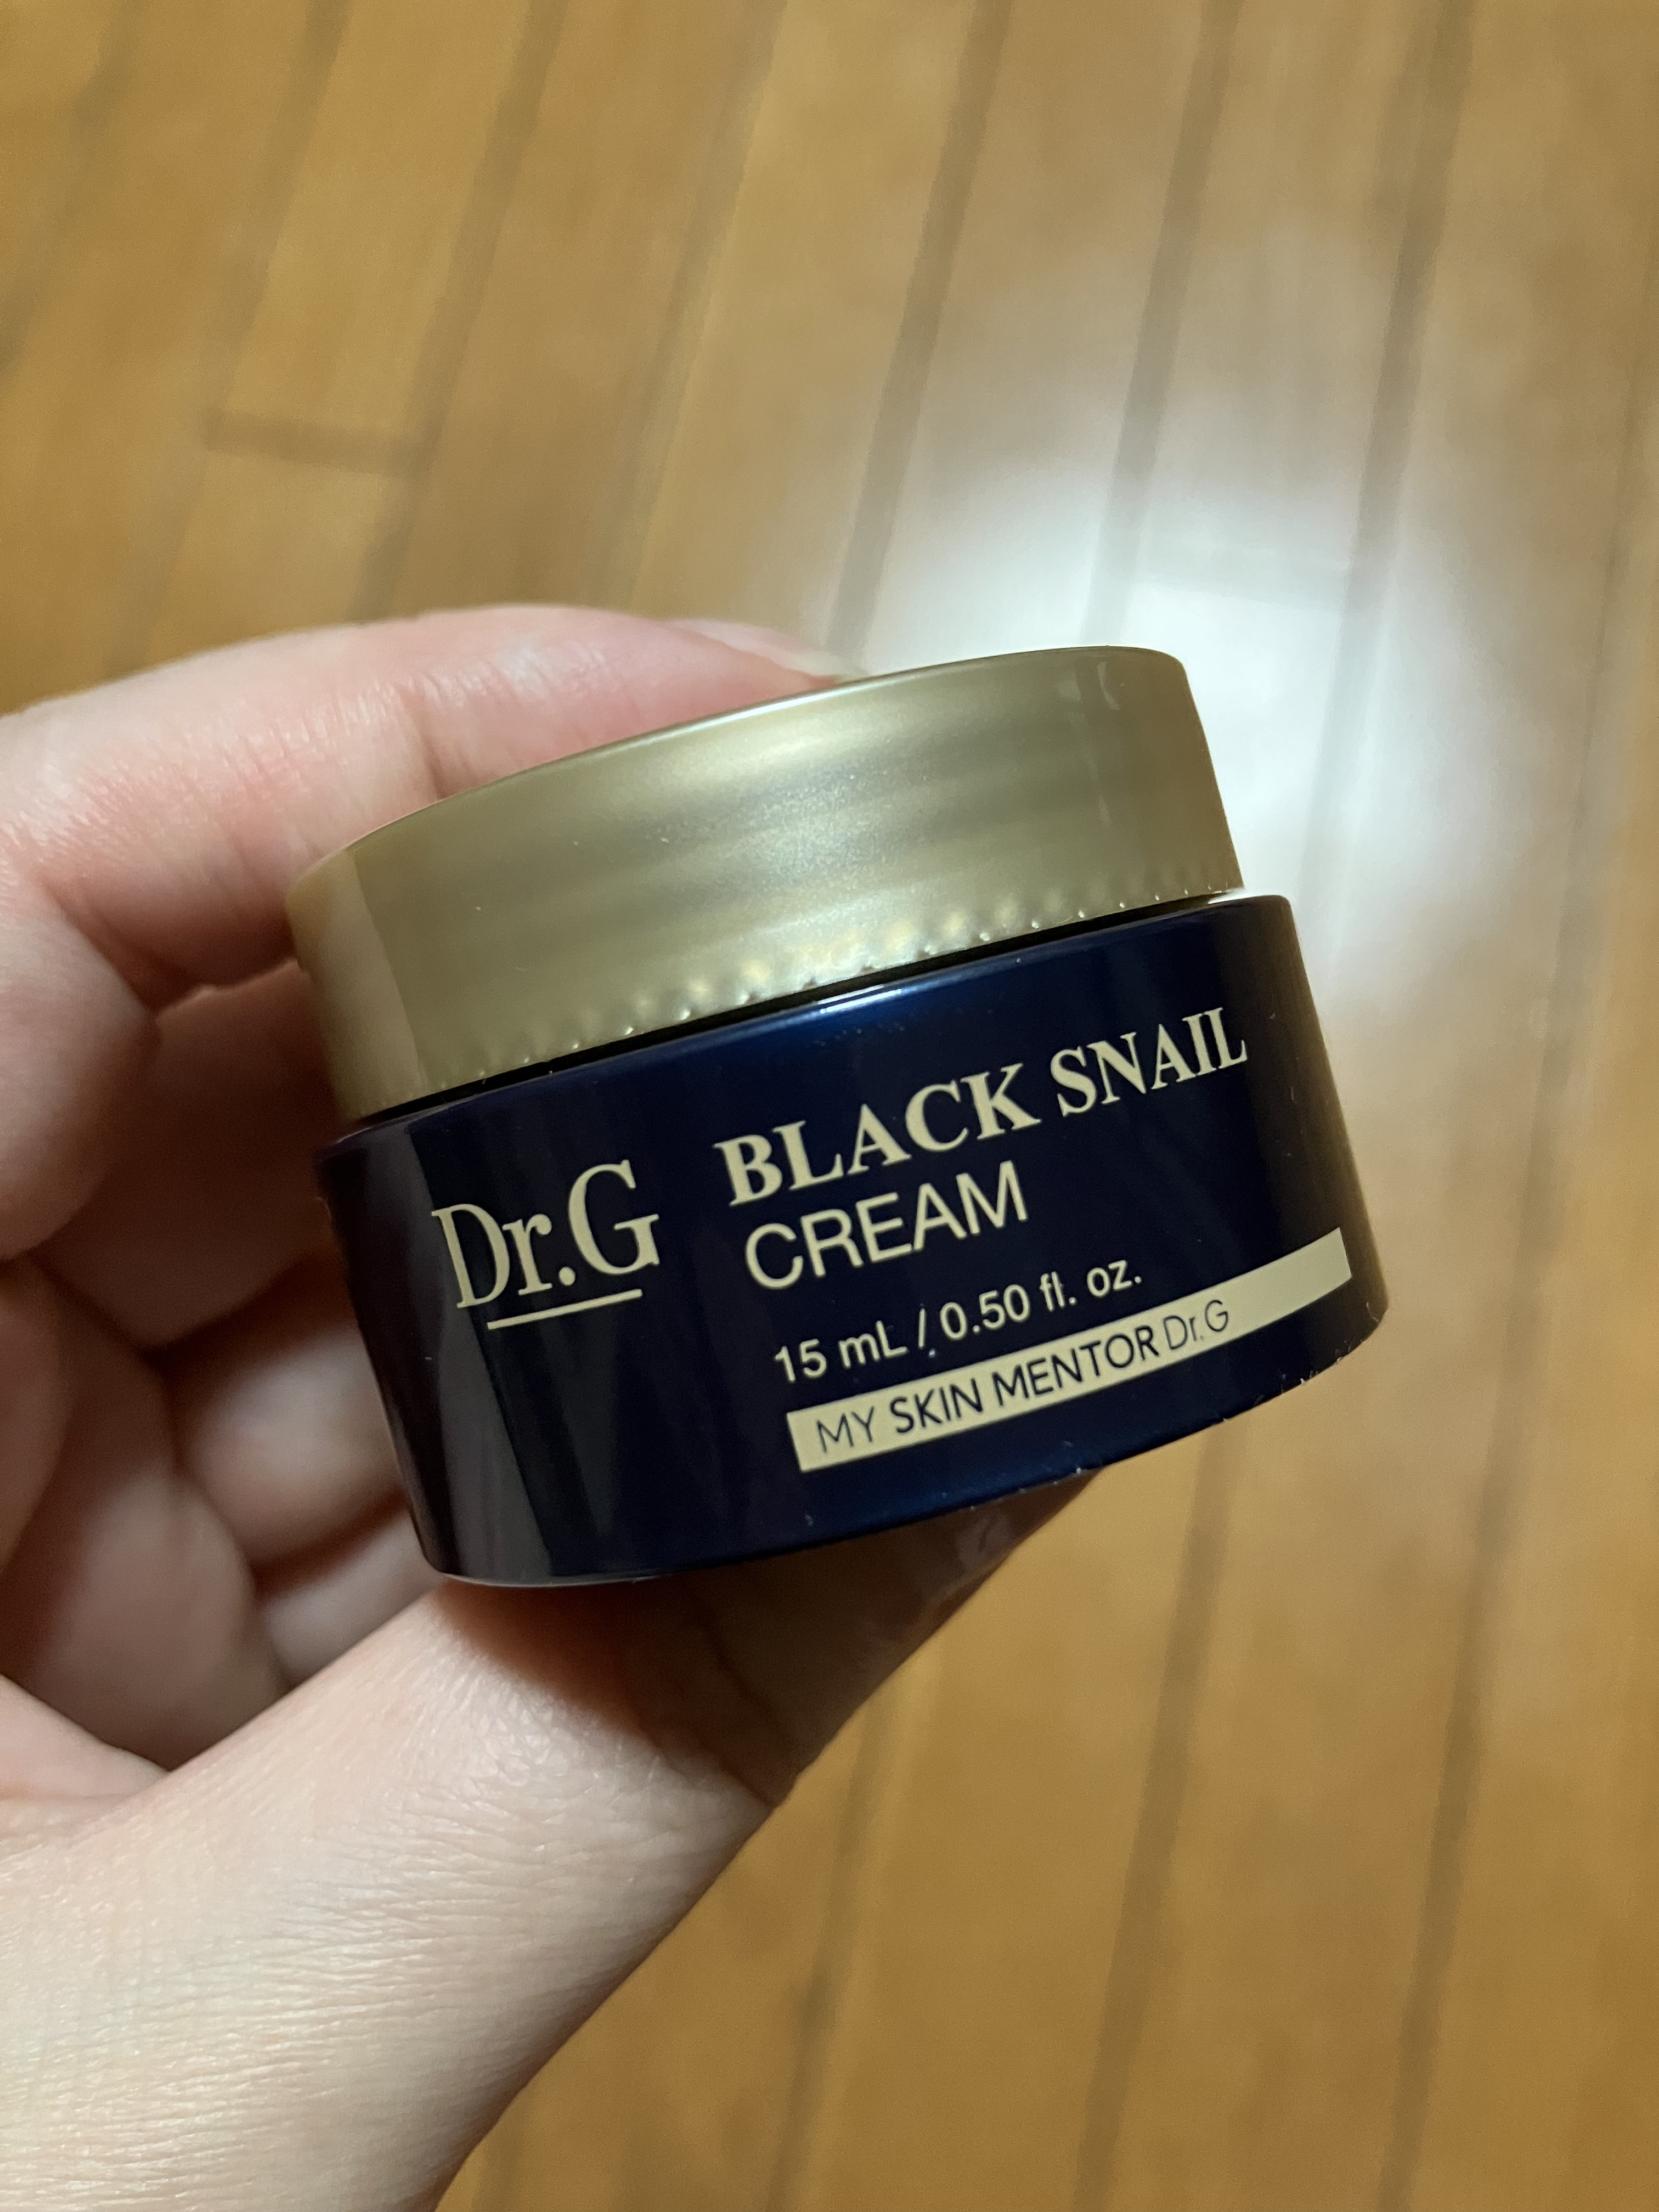 Dr.G
BLACK SNAIL
CREAM
15 mL / 0.50 fl. oz.
MY SKIN MENTOR Dr.G